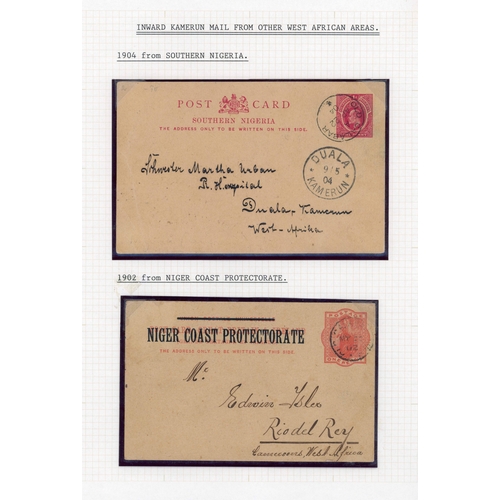 INWARD KAMERUN MAIL FROM OTHER WEST AFRICAN AREAS.
1904 from SOUTHERN NIGERIA.
POST CARD
SOUTHERN NIGERIA
THE ADDRESS ONLY TO BE WRITTEN ON THIS SIDE.
DUALA
9/5
04
KAMERUN
Schwester Martha Urban
R. Hospital
Duala-Kamerun
West-Afrika
1902 from NIGER COAST PROTECTORATE.
NIGER COAST PROTECTORATE
THE ADDRESS ONLY TO BE WRITTEN ON THIS SIDE.
Mr
Edwin
Rio del Rey
Cameroons, West Africa